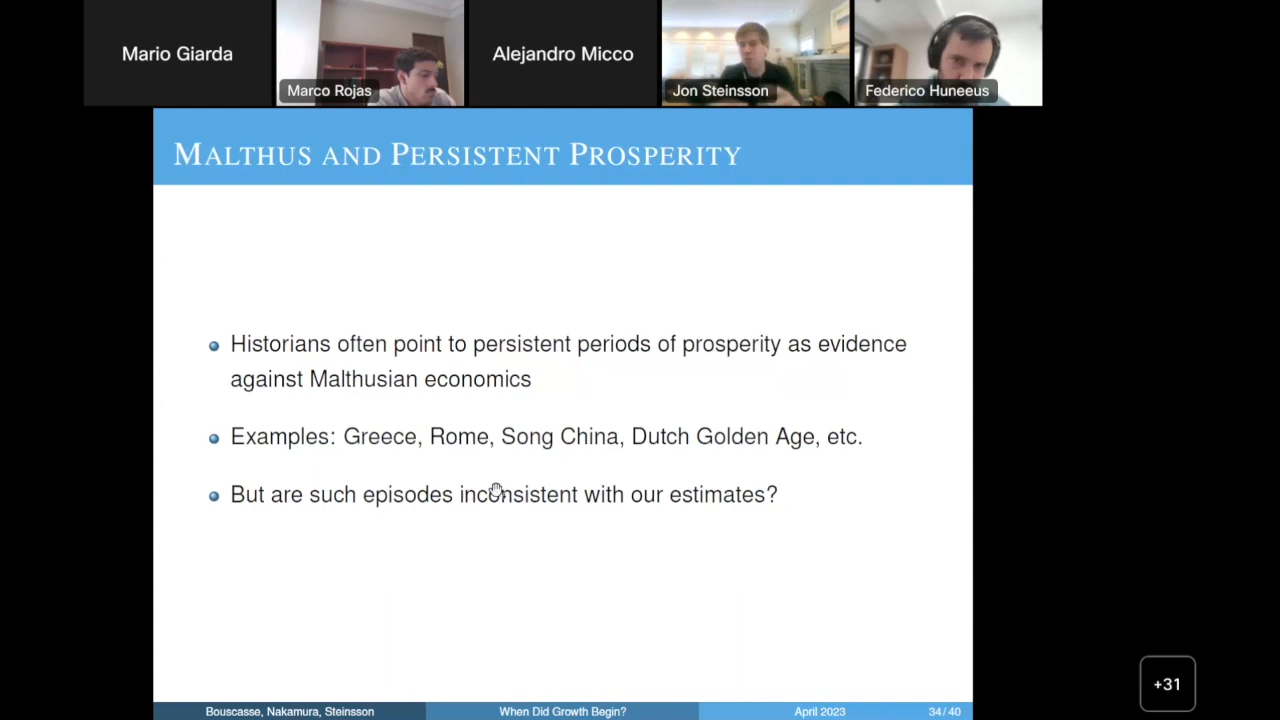 Mario Giarda
Marco Rojas
Alejandro Micco
Jon Steinsson
Federico Huneeus
MALTHUS AND PERSISTENT PROSPERITY
Historians often point to persistent periods of prosperity as evidence
against Malthusian economics
Examples: Greece, Rome, Song China, Dutch Golden Age, etc.
But are such episodes inconsistent with our estimates?
Bouscasse, Nakamura, Steinsson
When Did Growth Begin?
April 2023
34/40
+31